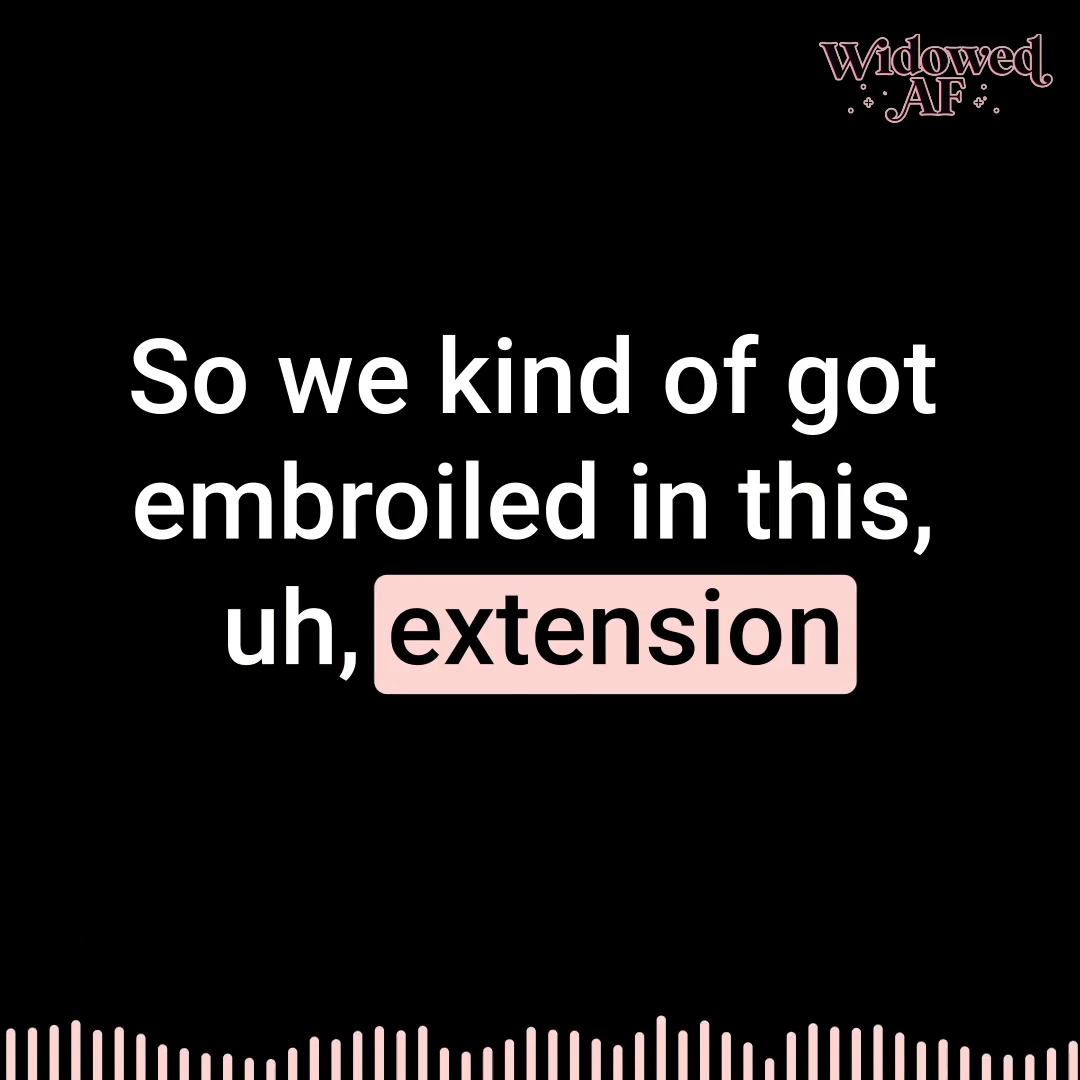 Widowed
AF
So we kind of got
embroiled in this,
uh, extension